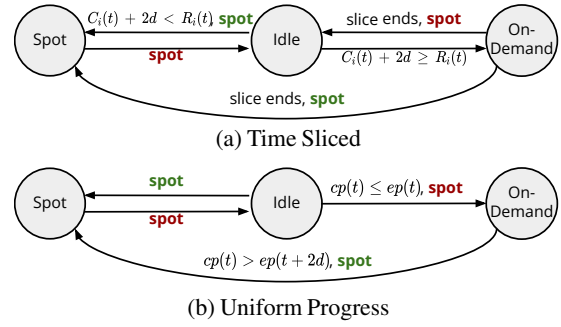 C_i(t) + 2d < R_i(t), spot
slice ends, spot
Spot
Idle
On-
Demand
spot
C_i(t) + 2d ≥ R_i(t)
slice ends, spot
(a) Time Sliced
spot
cp(t) ≤ ep(t), spot
Spot
Idle
On-
Demand
spot
cp(t) > ep(t + 2d), spot
(b) Uniform Progress